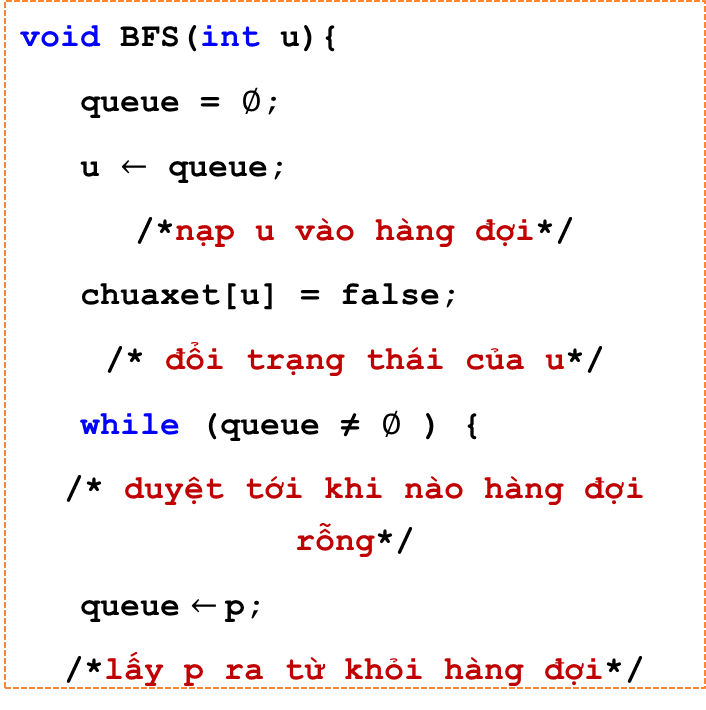 void BFS(int u){
queue = ∅;
u ← queue;
/*nạp u vào hàng đợi*/
chuaxet[u] = false;
/* đổi trạng thái của u*/
while (queue ≠ ∅ ) {
/* duyệt tới khi nào hàng đợi
rỗng*/
queue ← p;
/*lấy p ra từ khỏi hàng đợi*/